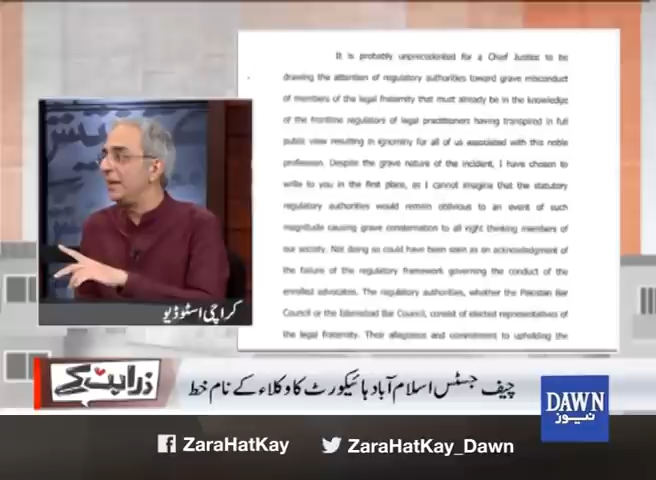 It is probably unprecedented for a Chief Justice to be
drawing the attention of regulatory authorities toward grave misconduct
of members of the legal fraternity that must already be in the knowledge
of the frontline regulators of legal practitioners having transpired in full
public view resulting in ignominy for all of us associated with this noble
profession. Despite the grave nature of the incident, I have chosen to
write to you in the first place, as I cannot imagine that the statutory
regulatory authorities would remain oblivious to an event of such
magnitude causing grave consternation to all right thinking members of
our society. Not doing so could have been seen as an acknowledgment of
the failure of the regulatory framework governing the conduct of the
enrolled advocates. The regulatory authorities, whether the Pakistan Bar
Council or the Islamabad Bar Council, consist of elected representatives of
the legal fraternity. Their allegiance and commitment to upholding the
کراچی اسٹوڈیو
ذرا ہٹ کے
چیف جسٹس اسلام آباد ہائیکورٹ کا وکلاء کے نام خط
DAWN
نیوز
ZaraHatKay
ZaraHatKay_Dawn